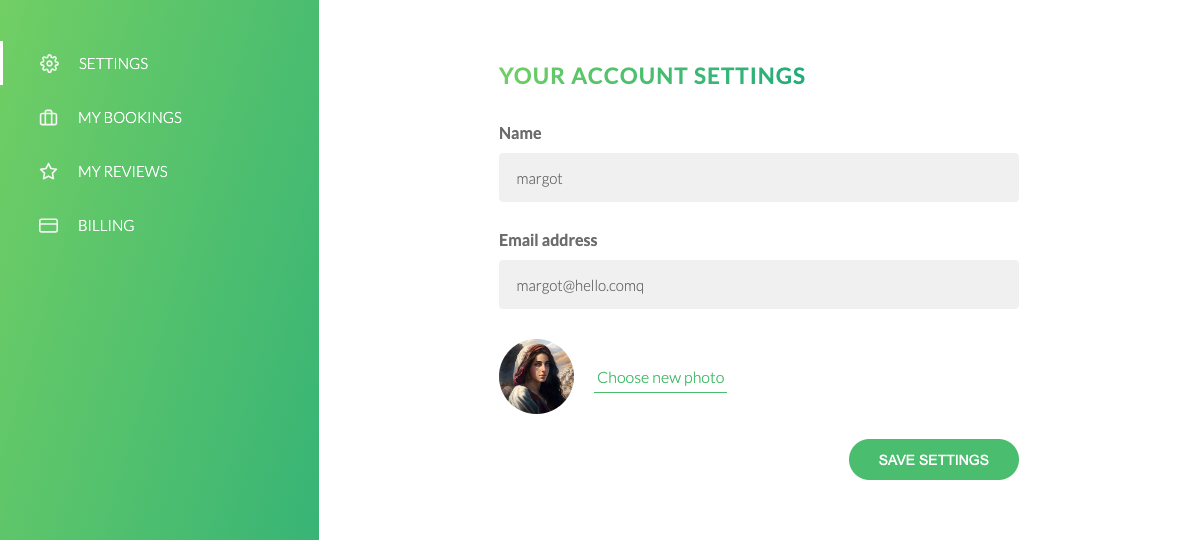 SETTINGS
MY BOOKINGS
MY REVIEWS
BILLING
YOUR ACCOUNT SETTINGS
Name
margot
Email address
margot@hello.comq
Choose new photo
SAVE SETTINGS